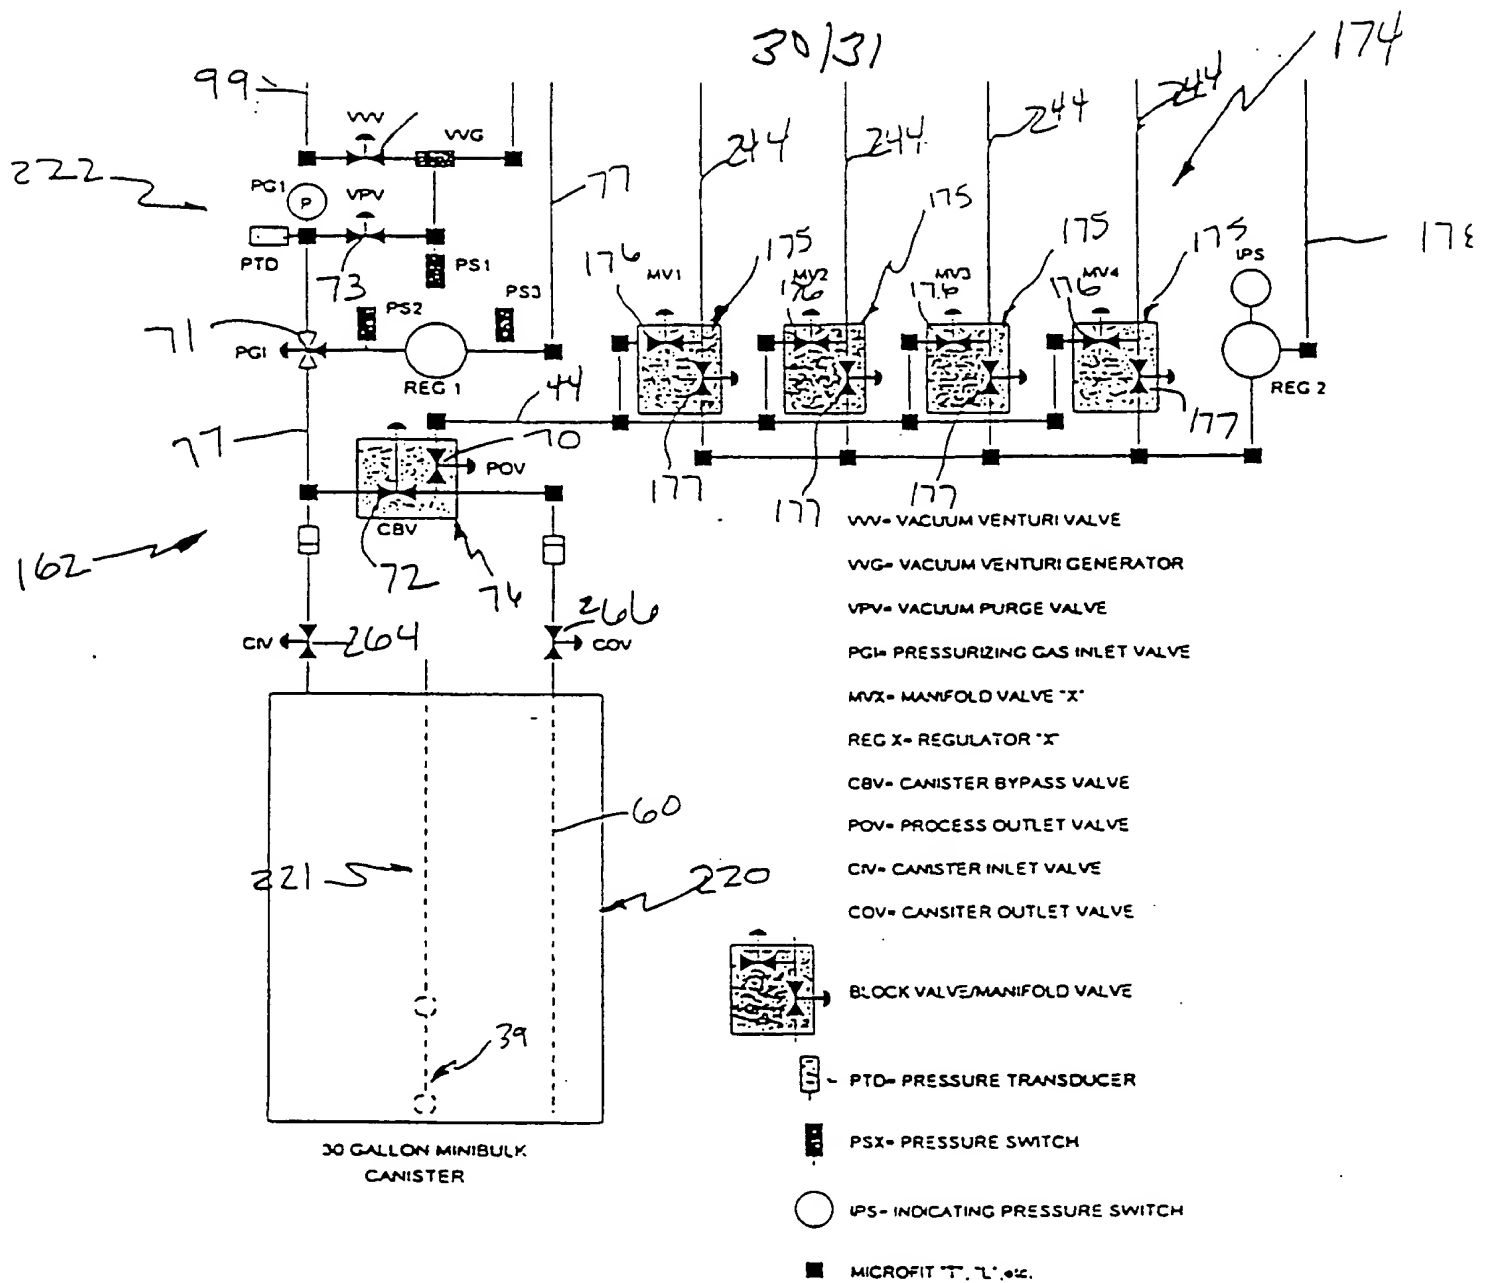 30/31
174
99
VVV
VVG
244
244
244
244
222
PG1
P
VPV
77
175
175
175
175
178
PTD
73
PS1
176
MV1
MV2
176
MV3
176
MV4
176
IPS
PS2
PS3
71
PGI
REG 1
REG 2
44
177
77
70
POV
177
177
177
CBV
162
72
76
VVV= VACUUM VENTURI VALVE
VVG= VACUUM VENTURI GENERATOR
266
VPV= VACUUM PURGE VALVE
CIV
264
COV
PGI= PRESSURIZING GAS INLET VALVE
MVX= MANIFOLD VALVE "X"
REG X= REGULATOR "X"
CBV= CANISTER BYPASS VALVE
60
POV= PROCESS OUTLET VALVE
221
220
CIV= CANISTER INLET VALVE
COV= CANSITER OUTLET VALVE
BLOCK VALVE/MANIFOLD VALVE
39
- PTD= PRESSURE TRANSDUCER
30 GALLON MINIBULK
CANISTER
PSX= PRESSURE SWITCH
IPS= INDICATING PRESSURE SWITCH
MICROFIT "T", "L", etc.